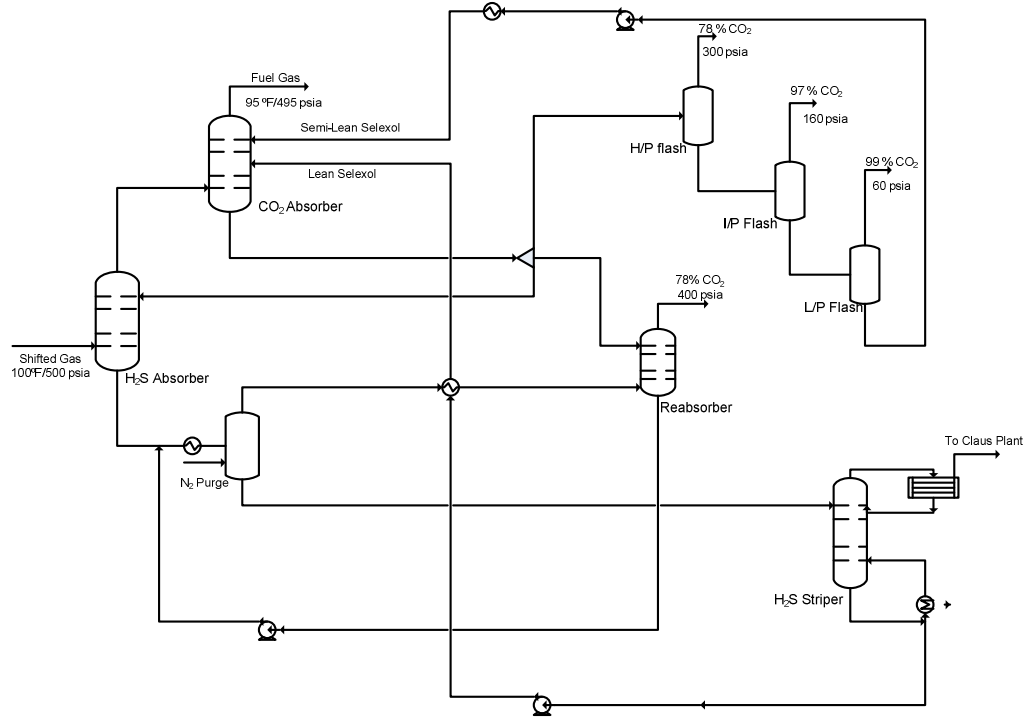 78 % CO₂
300 psia
Fuel Gas
95 ºF/495 psia
97 % CO₂
160 psia
Semi-Lean Selexol
H/P flash
99 % CO₂
60 psia
Lean Selexol
CO₂ Absorber
I/P Flash
78% CO₂
400 psia
L/P Flash
Shifted Gas
100ºF/500 psia
H₂S Absorber
Reabsorber
To Claus Plant
N₂ Purge
H₂S Striper